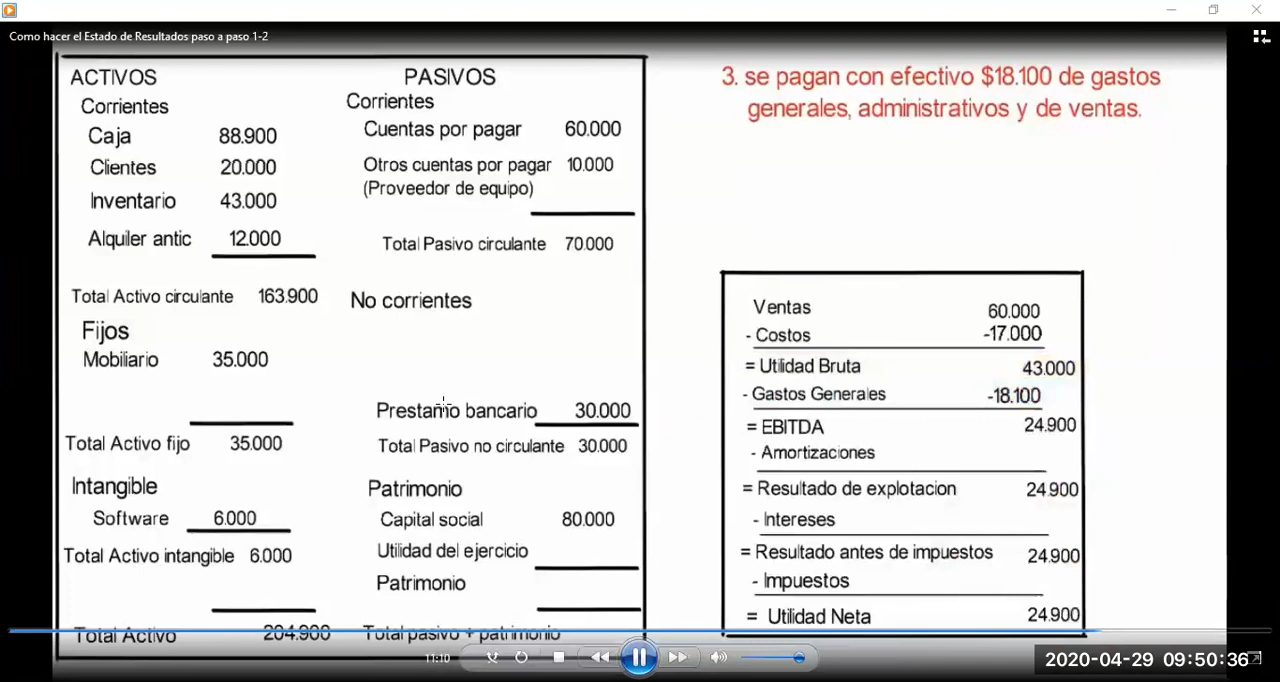 Como hacer el Estado de Resultados paso a paso 1-2
ACTIVOS
Corrientes
Caja 88.900
Clientes 20.000
Inventario 43.000
Alquiler antic 12.000
Total Activo circulante 163.900
Fijos
Mobiliario 35.000
Total Activo fijo 35.000
Intangible
Software 6.000
Total Activo intangible 6.000
Total Activo 204.900
PASIVOS
Corrientes
Cuentas por pagar 60.000
Otros cuentas por pagar 10.000
(Proveedor de equipo)
Total Pasivo circulante 70.000
No corrientes
Prestamo bancario 30.000
Total Pasivo no circulante 30.000
Patrimonio
Capital social 80.000
Utilidad del ejercicio
Patrimonio
Total pasivo + patrimonio
3. se pagan con efectivo $18.100 de gastos
generales, administrativos y de ventas.
Ventas 60.000
- Costos -17.000
= Utilidad Bruta 43.000
- Gastos Generales -18.100
= EBITDA 24.900
- Amortizaciones
= Resultado de explotacion 24.900
- Intereses
= Resultado antes de impuestos 24.900
- Impuestos
= Utilidad Neta 24.900
11:10
2020-04-29 09:50:36